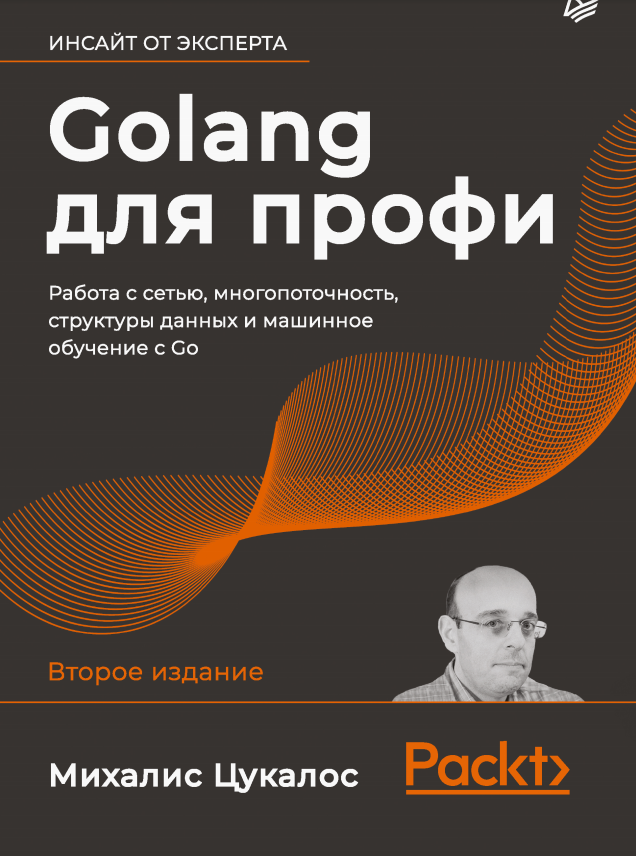 ИНСАЙТ ОТ ЭКСПЕРТА
Golang
для профи
Работа с сетью, многопоточность,
структуры данных и машинное
обучение с Go
Второе издание
Михалис Цукалос
Packt